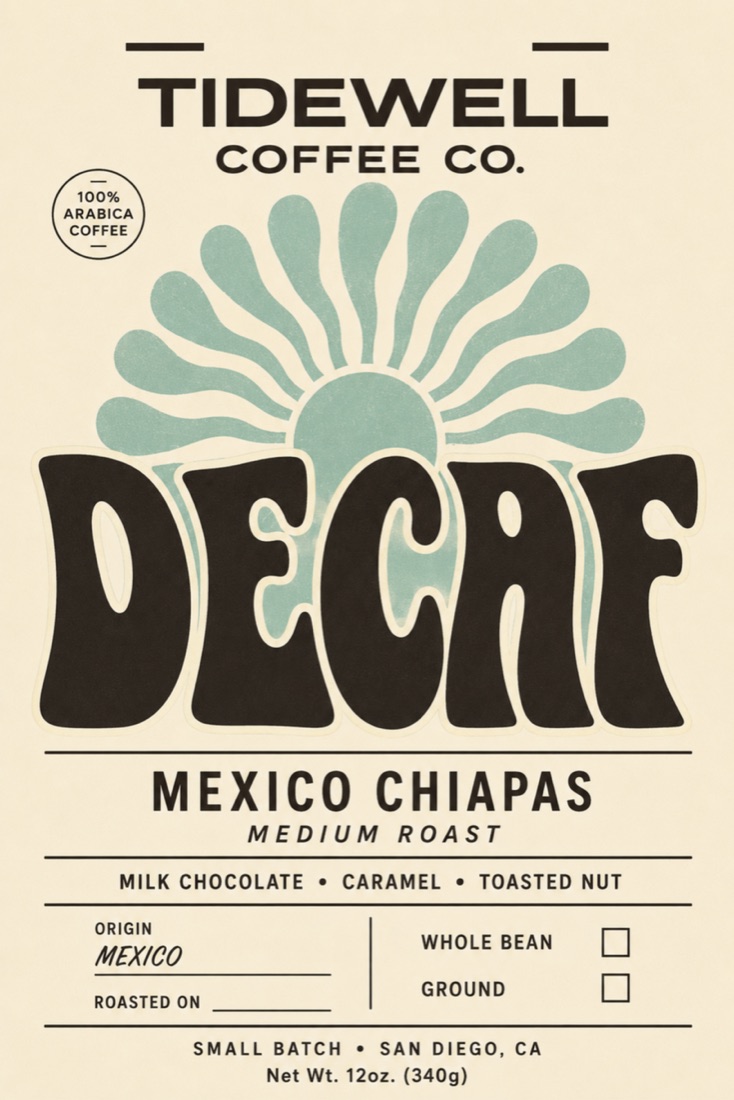 TIDEWELL
COFFEE CO.
100%
ARABICA
COFFEE
DECAF
MEXICO CHIAPAS
MEDIUM ROAST
MILK CHOCOLATE • CARAMEL • TOASTED NUT
ORIGIN
MEXICO
ROASTED ON
WHOLE BEAN
GROUND
SMALL BATCH • SAN DIEGO, CA
Net Wt. 12oz. (340g)